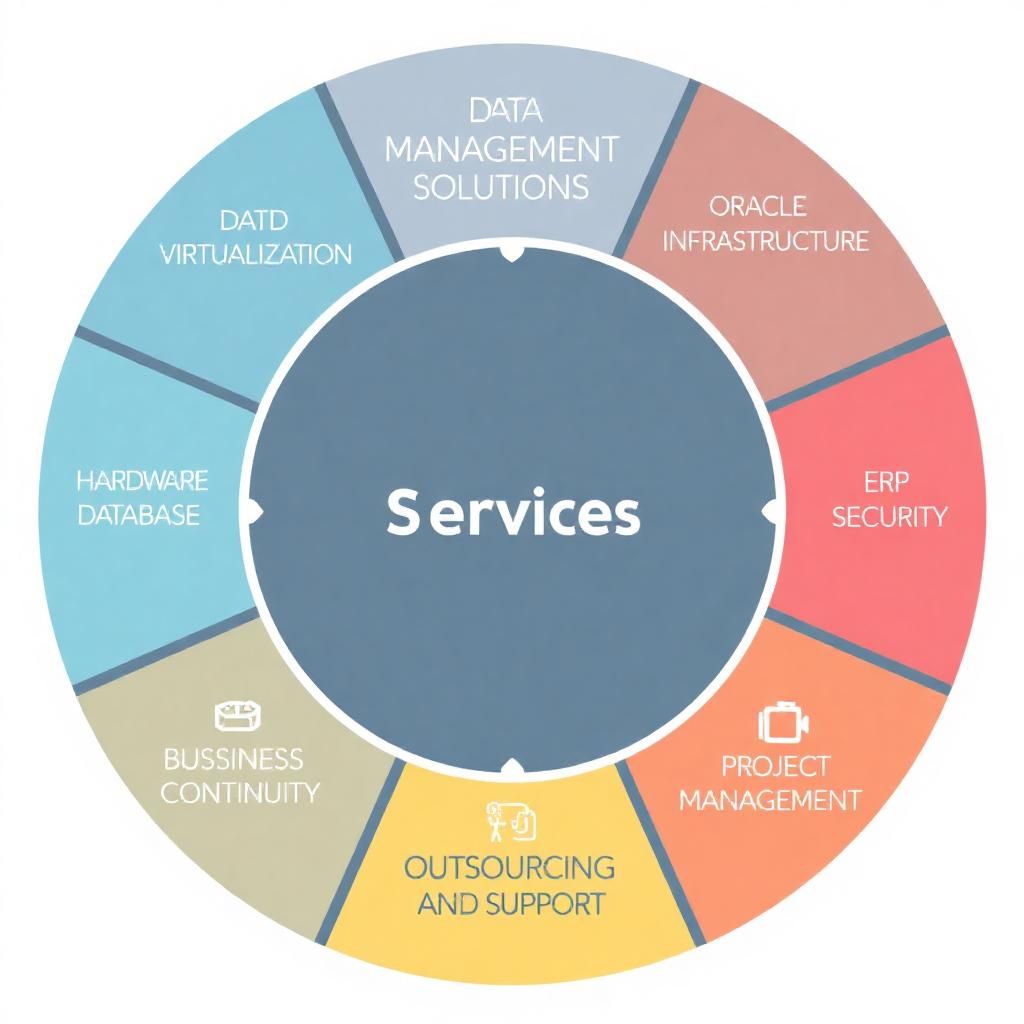 DATA
MANAGEMENT
SOLUTIONS
ORACLE
INFRASTRUCTURE
ERP
SECURITY
PROJECT
MANAGEMENT
OUTSOURCING
AND SUPPORT
BUSSINESS
CONTINUITY
HARDWARE
DATABASE
DATD
VIRTUALIZATION
Services